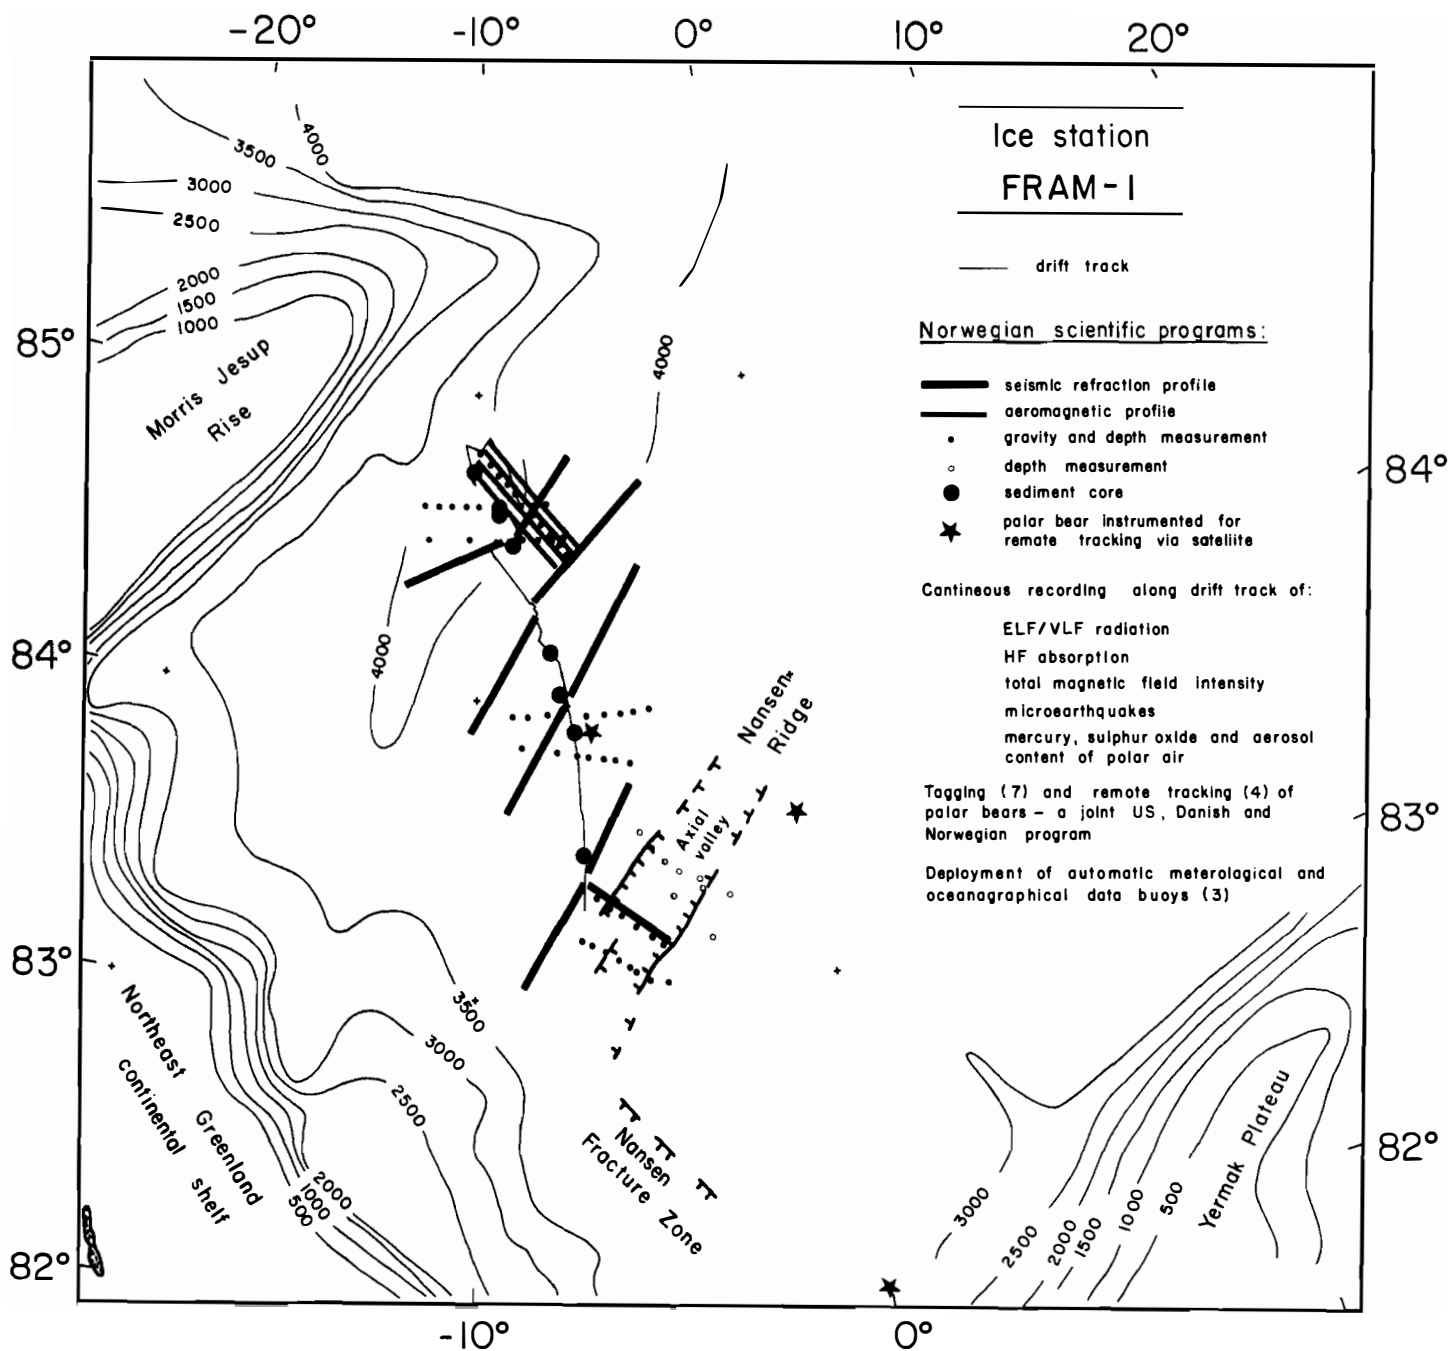 -20° -10° 0° 10° 20°
Ice station
FRAM-I
drift track
Norwegian scientific programs:
seismic refraction profile
aeromagnetic profile
gravity and depth measurement
depth measurement
sediment core
polar bear instrumented for
remote tracking via sateliite
Cantineous recording along drift track of:
ELF/VLF radiation
HF absorption
total magnetic field intensity
microearthquakes
mercury, sulphur oxide and aerosol
content of polar air
Tagging (7) and remote tracking (4) of
polar bears – a joint US, Danish and
Norwegian program
Deployment of automatic meterological and
oceanagraphical data buoys (3)
4000
3500
3000
2500
2000
1500
1000
85°
Morris Jesup
Rise
4000
84°
84°
4000
Nansen
Ridge
Axial
valley
83°
83°
3500
3000
2500
Northeast Greenland
continental shelf
2000
1000
500
Nansen
Fracture Zone
82°
82°
3000
2500
2000
1500
1000
500
Yermak Plateau
-10° 0°